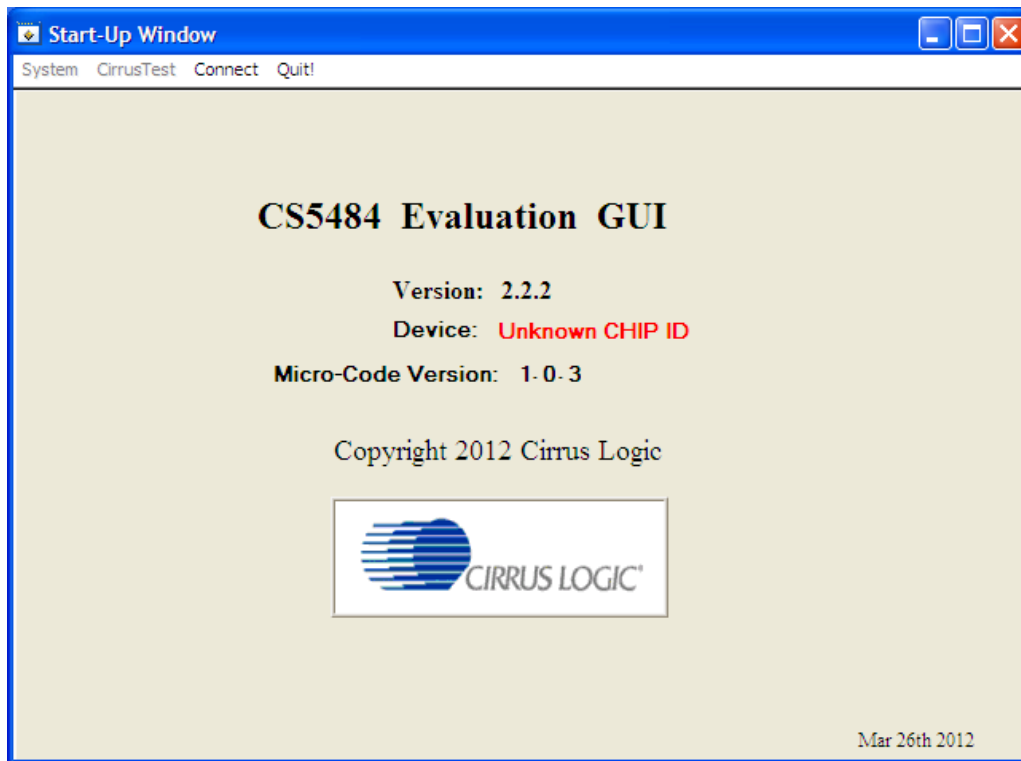 Start-Up Window
System CirrusTest Connect Quit!
CS5484 Evaluation GUI
Version: 2.2.2
Device: Unknown CHIP ID
Micro-Code Version: 1.0.3
Copyright 2012 Cirrus Logic
CIRRUS LOGIC®
Mar 26th 2012